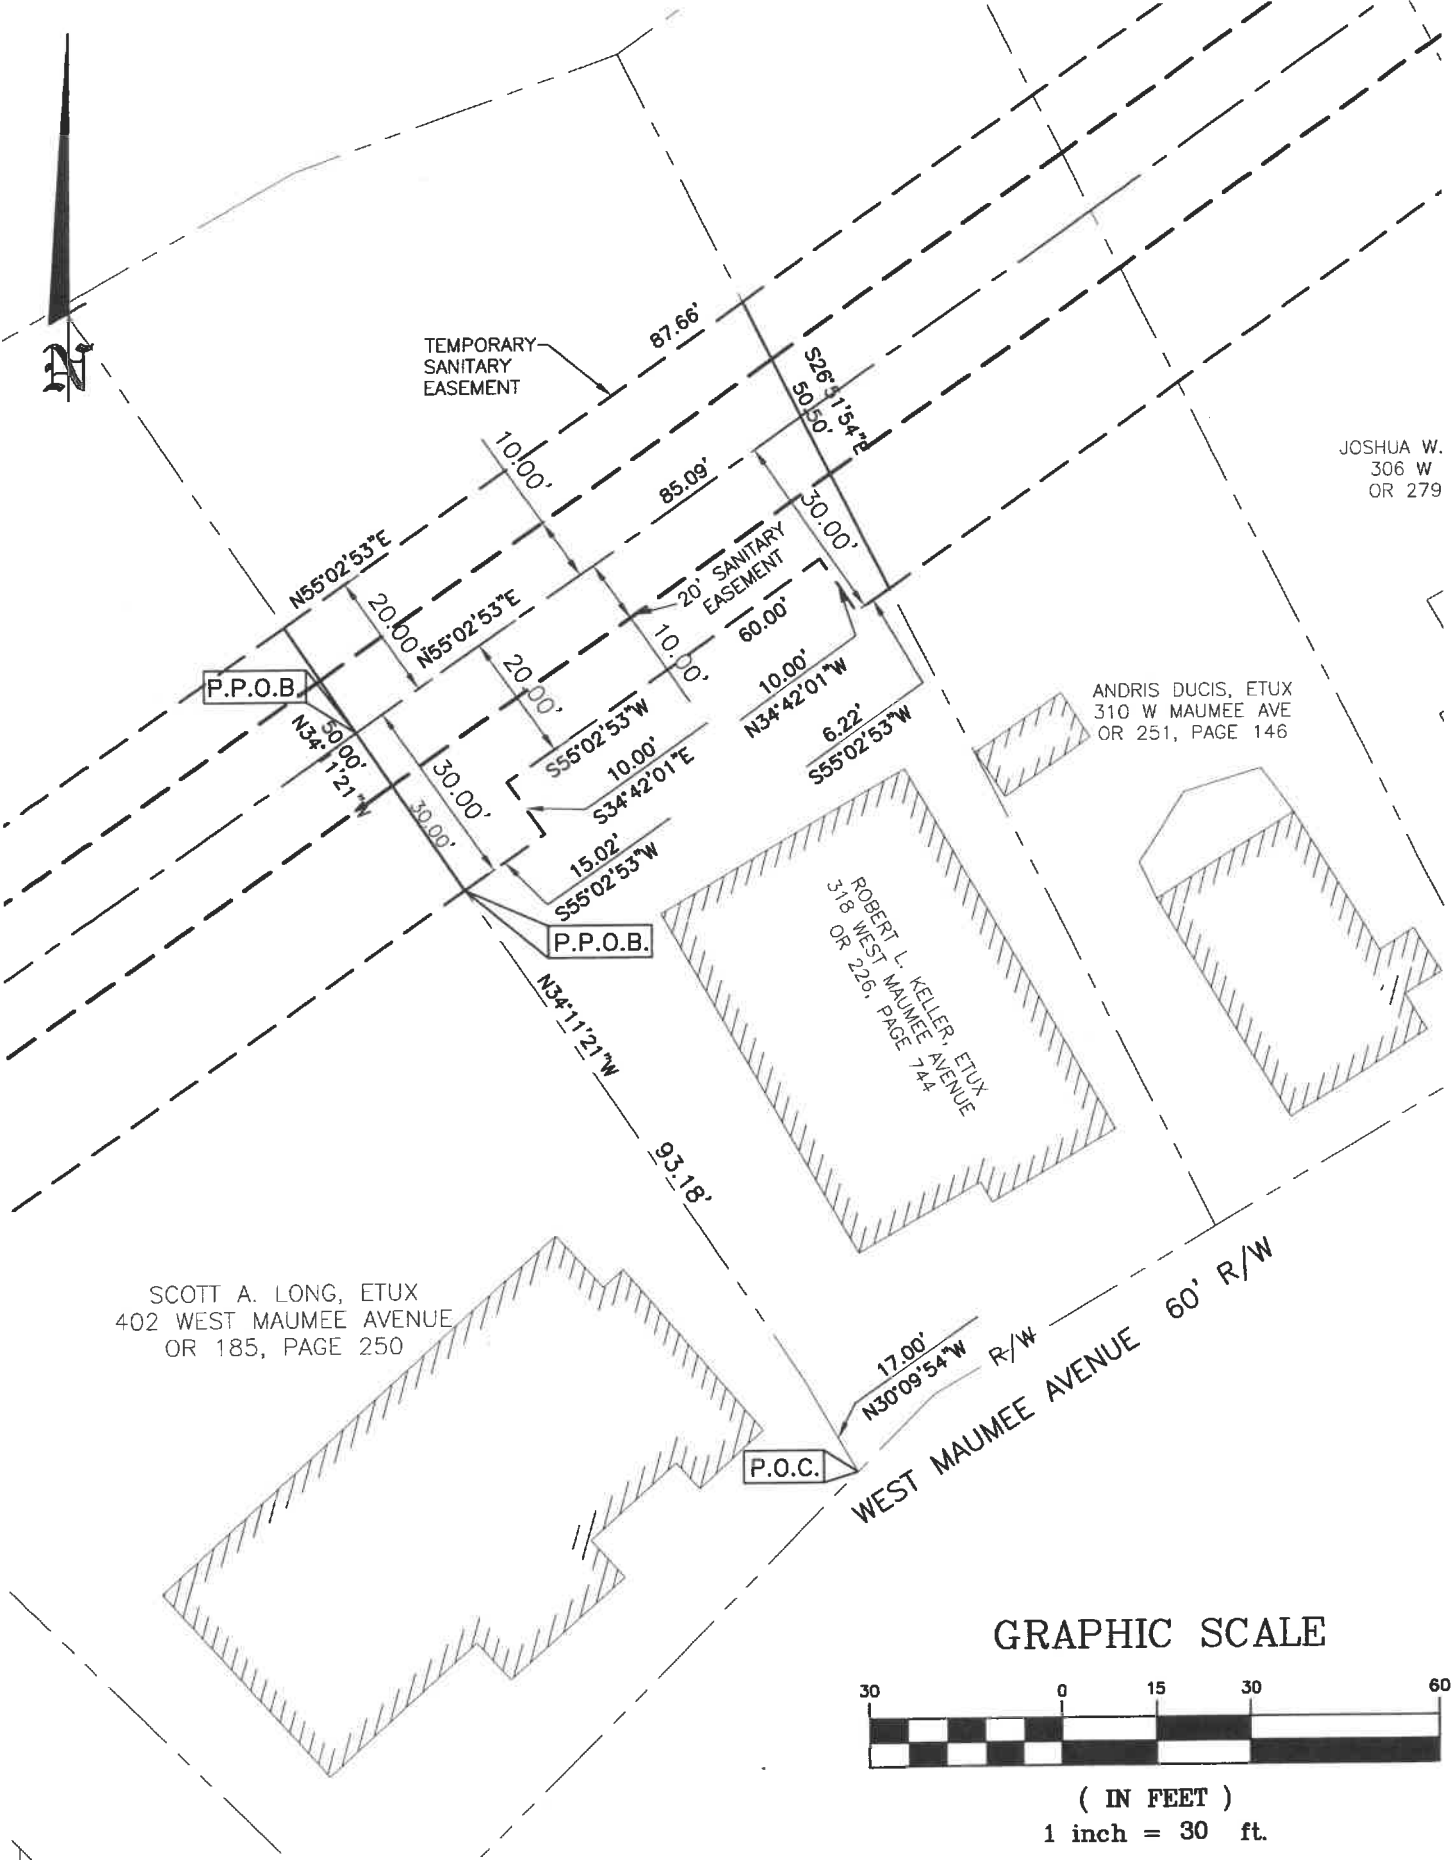 N
TEMPORARY
SANITARY
EASEMENT
87.66'
S26°51'54"E
50.50'
10.00'
85.09'
JOSHUA W.
306 W
OR 279
30.00'
20' SANITARY
EASEMENT
N55°02'53"E
20.00'
N55°02'53"E
60.00'
10.00'
20.00'
10.00'
N34°42'01"W
P.P.O.B.
S55°02'53"W
6.22'
S55°02'53"W
ANDRIS DUCIS, ETUX
310 W MAUMEE AVE
OR 251, PAGE 146
50.00'
30.00'
10.00'
S34°42'01"E
30.00'
15.02'
S55°02'53"W
P.P.O.B.
ROBERT L. KELLER, ETUX
318 WEST MAUMEE AVENUE
OR 226, PAGE 744
N34°11'21"W
93.18'
SCOTT A. LONG, ETUX
402 WEST MAUMEE AVENUE
OR 185, PAGE 250
17.00'
N30°09'54"W
R/W
P.O.C.
WEST MAUMEE AVENUE 60' R/W
GRAPHIC SCALE
30 0 15 30 60
( IN FEET )
1 inch = 30 ft.